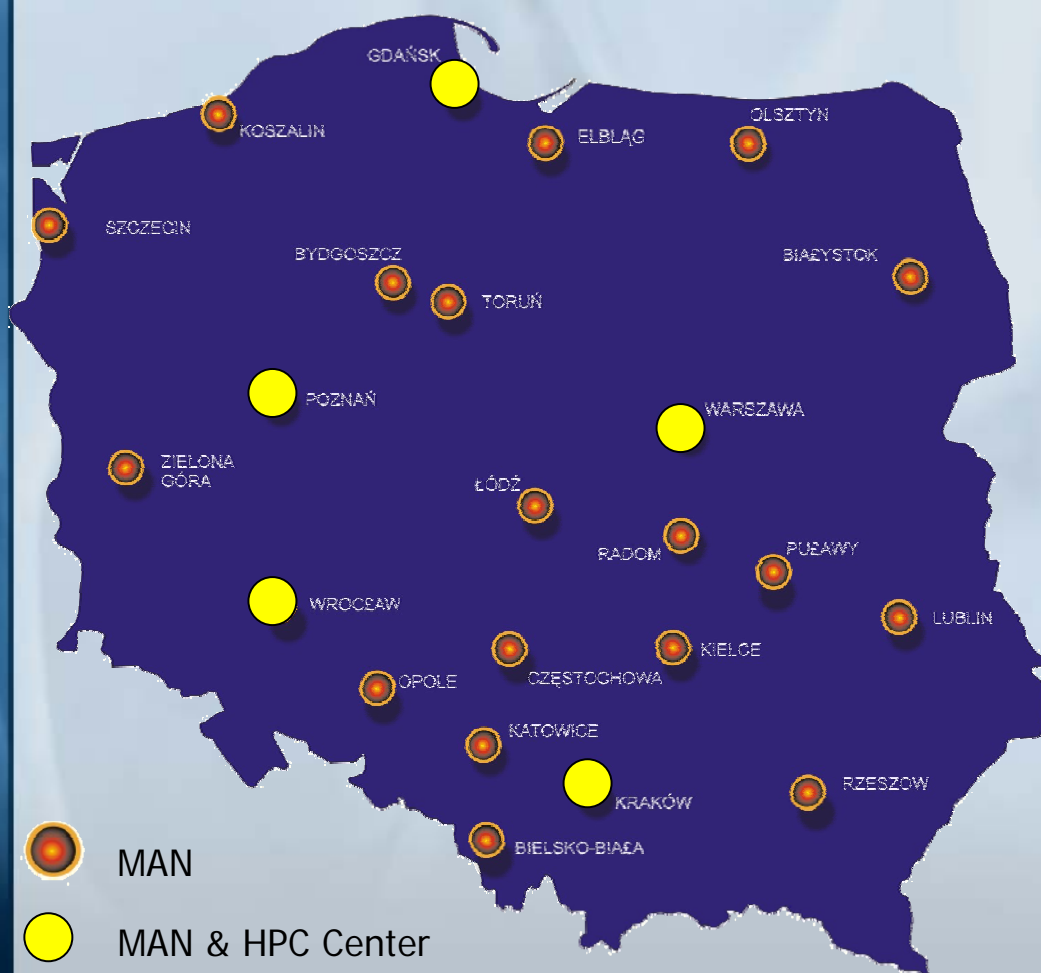 GDAŃSK
KOSZALIN
ELBLĄG
OLSZTYN
SZCZECIN
BYDGOSZCZ
BIAŁYSTOK
TORUŃ
POZNAŃ
WARSZAWA
ZIELONA
GÓRA
ŁÓDŹ
RADOM
PUŁAWY
WROCŁAW
LUBLIN
KIELCE
OPOLE
CZĘSTOCHOWA
KATOWICE
RZESZOW
KRAKÓW
BIELSKO-BIAŁA
MAN
MAN & HPC Center